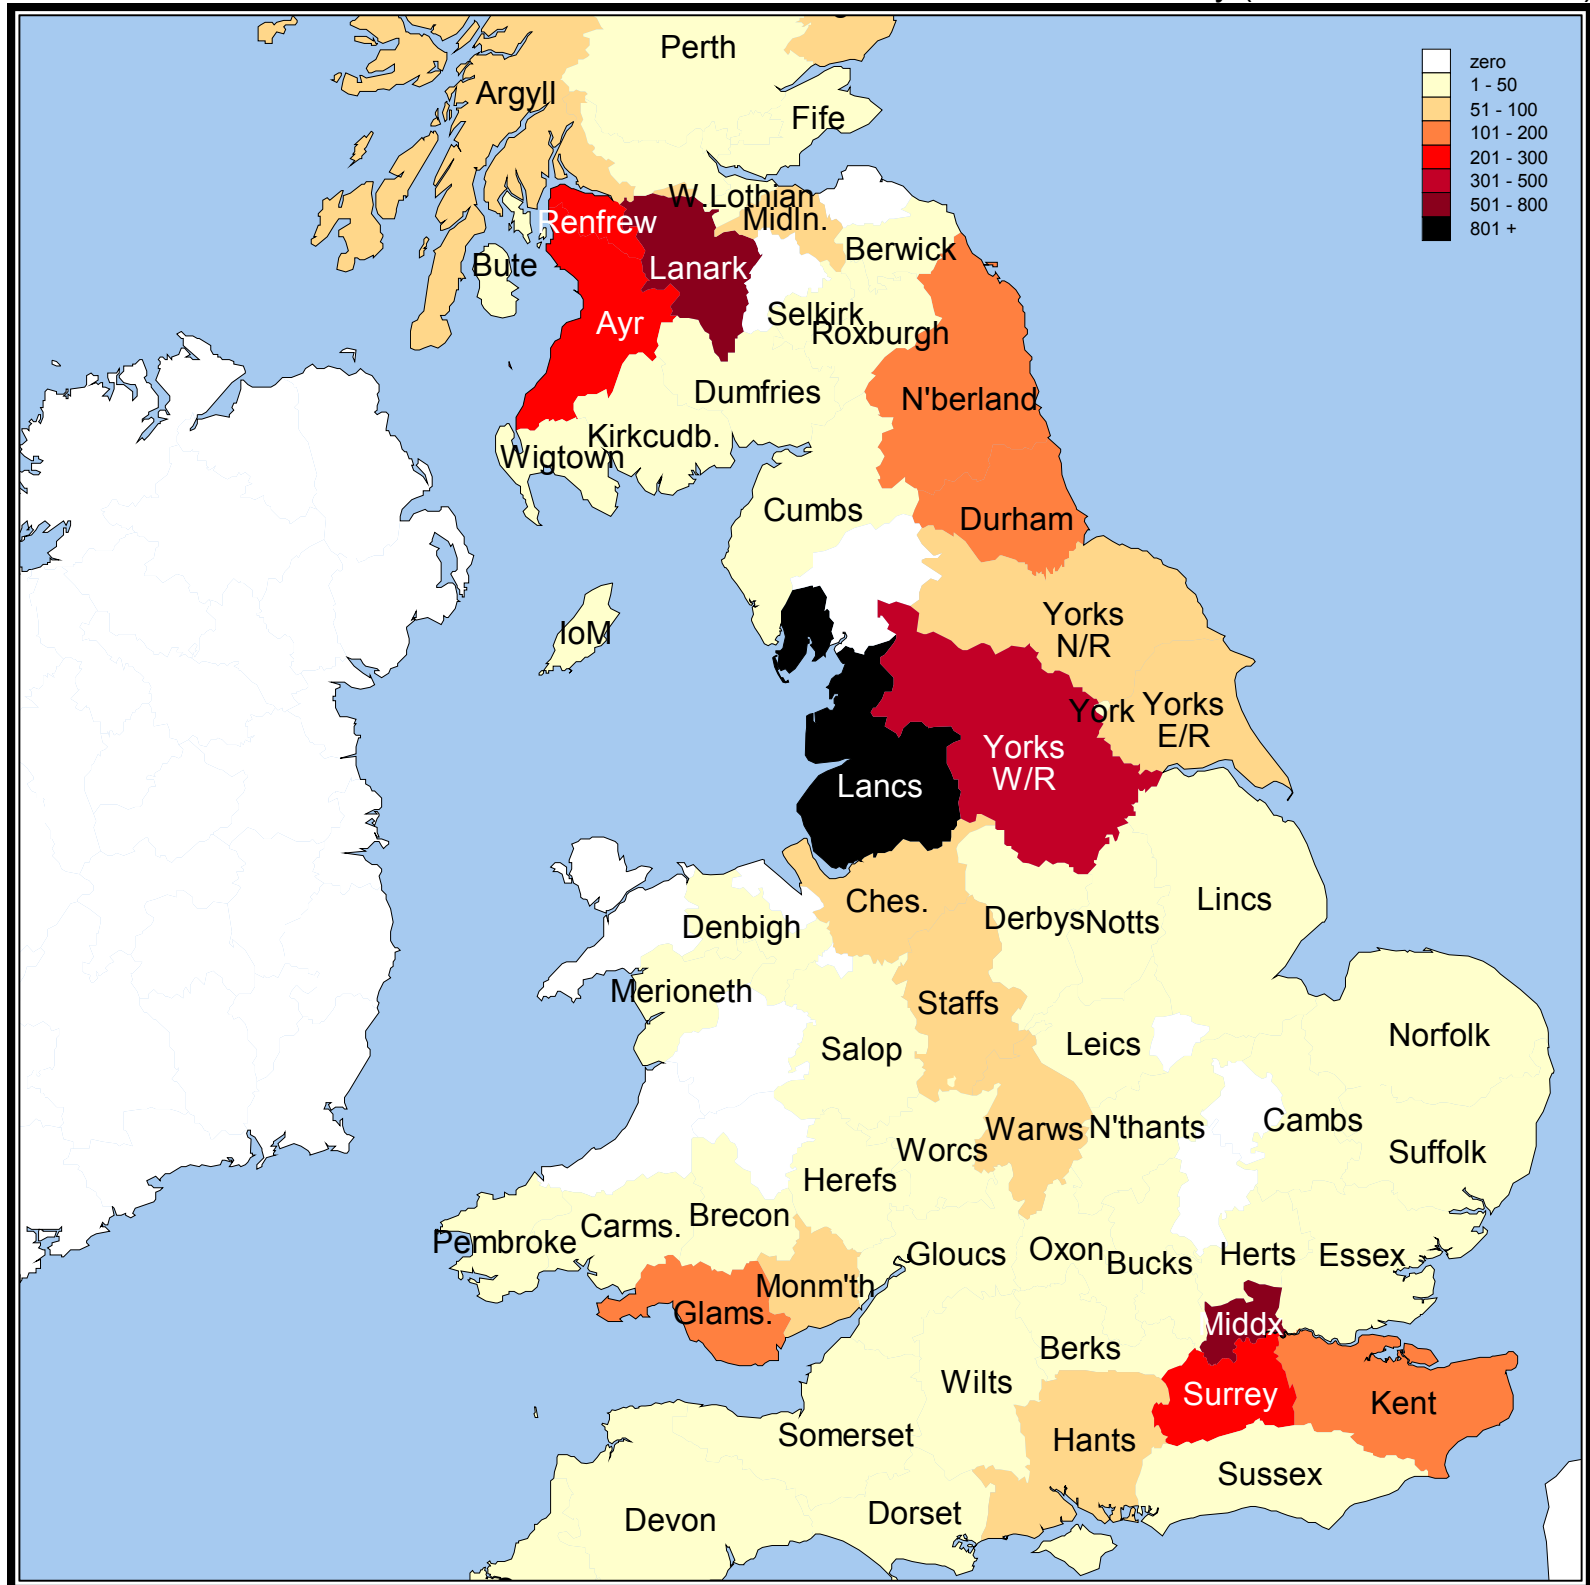 Perth
zero
1 - 50
51 - 100
101 - 200
201 - 300
301 - 500
501 - 800
801 +
Argyll
Fife
W.Lothian
Midln.
Renfrew
Berwick
Bute
Lanark
Selkirk
Ayr
Roxburgh
Dumfries
N'berland
Kirkcudb.
Wigtown
Cumbs
Durham
IoM
Yorks
N/R
York
Yorks
E/R
Yorks
W/R
Lancs
Ches.
Lincs
Derbys
Notts
Denbigh
Merioneth
Staffs
Norfolk
Salop
Leics
Cambs
Warws
N'thants
Worcs
Suffolk
Herefs
Brecon
Carms.
Pembroke
Gloucs
Oxon
Bucks
Herts
Essex
Monm'th
Glams.
Middx
Berks
Wilts
Surrey
Kent
Somerset
Hants
Sussex
Dorset
Devon